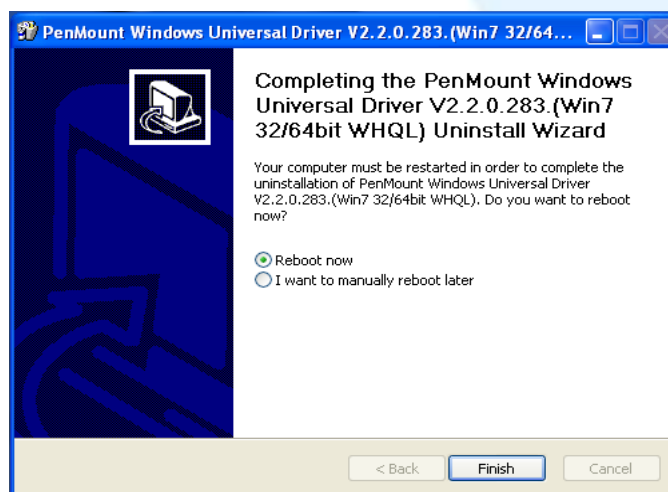 PenMount Windows Universal Driver V2.2.0.283.(Win7 32/64...
Completing the PenMount Windows
Universal Driver V2.2.0.283.(Win7
32/64bit WHQL) Uninstall Wizard
Your computer must be restarted in order to complete the
uninstallation of PenMount Windows Universal Driver
V2.2.0.283.(Win7 32/64bit WHQL). Do you want to reboot
now?
Reboot now
I want to manually reboot later
< Back
Finish
Cancel